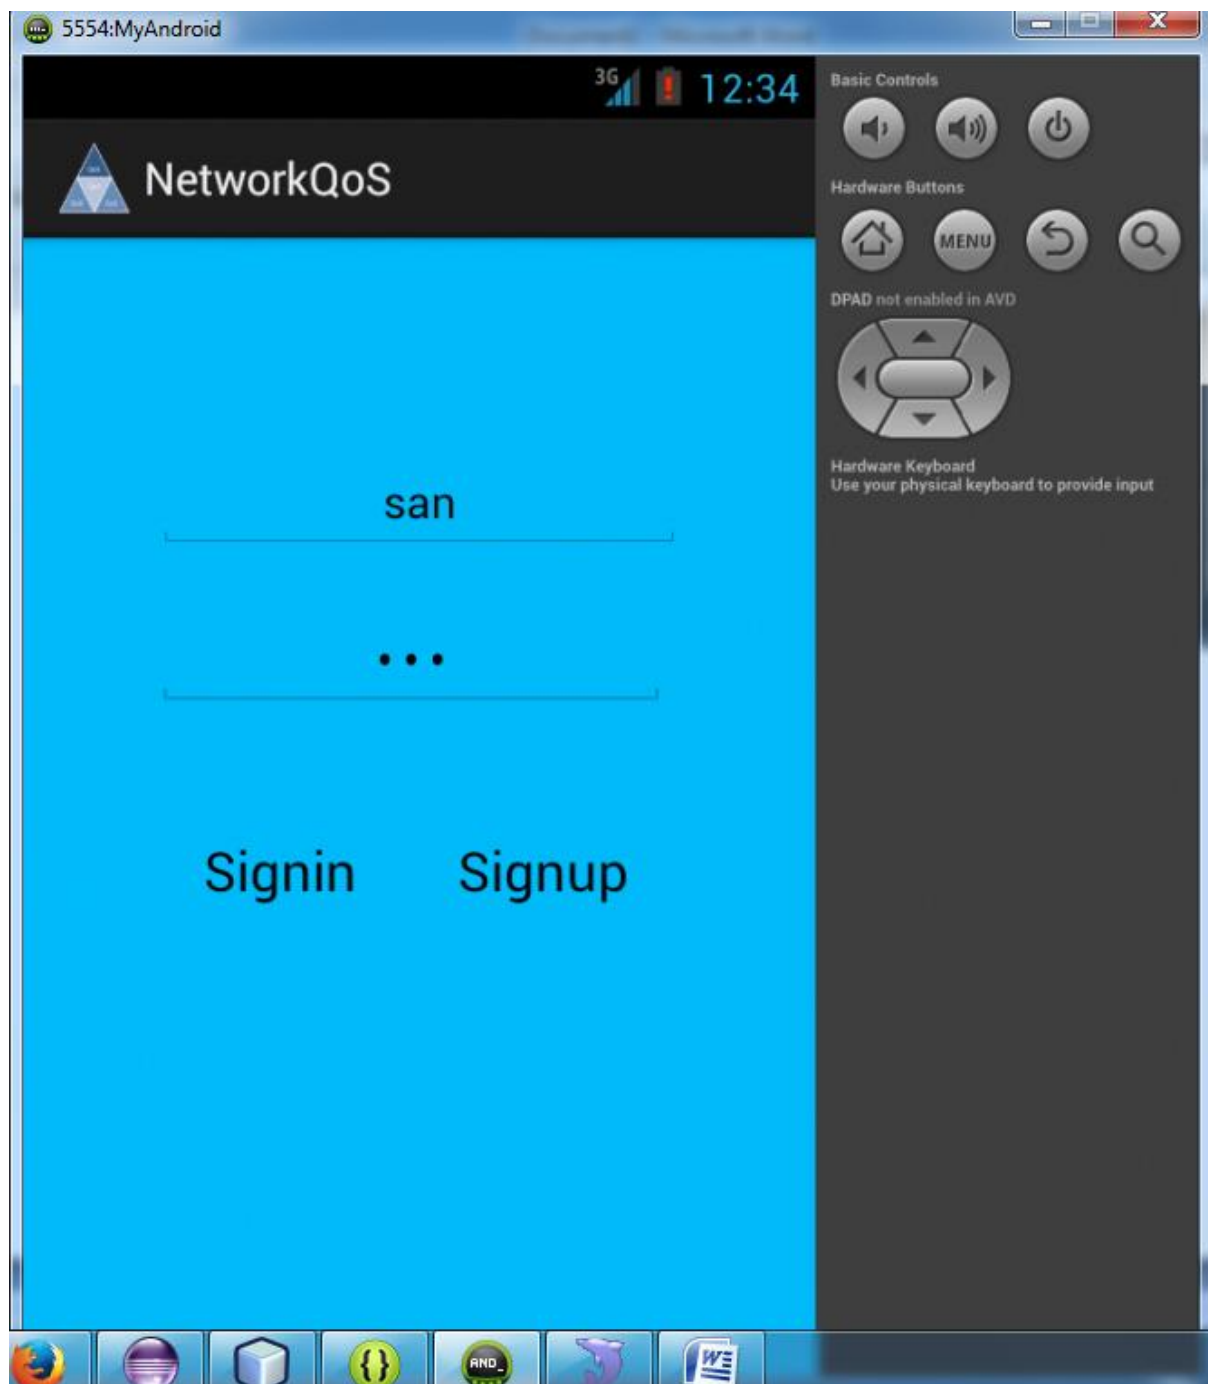 5554:MyAndroid
3G 12:34
NetworkQoS
san
•••
Signin Signup
Basic Controls
Hardware Buttons
MENU
DPAD not enabled in AVD
Hardware Keyboard
Use your physical keyboard to provide input
{}
AND_
W